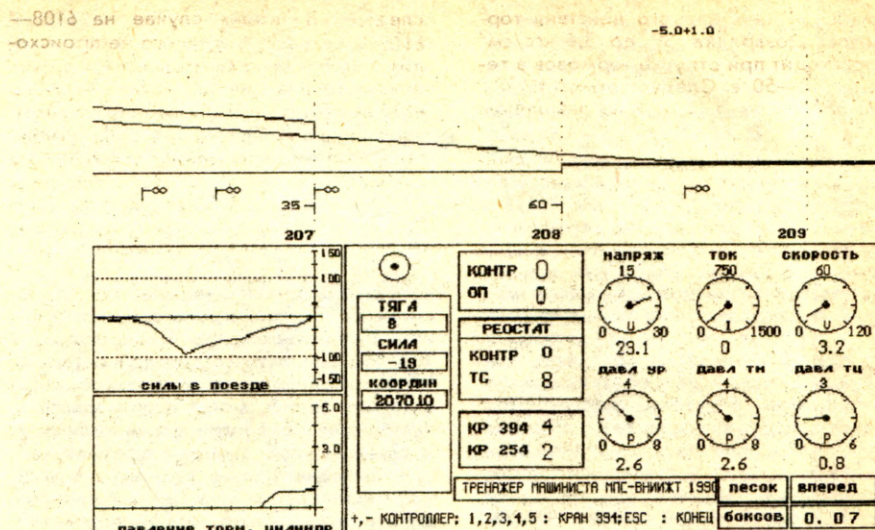 -5.0+1.0
35
60
207
208
209
150
100
-100
-150
силы в поезде
5.0
3.0
давление торм. цилиндр
ТЯГА
8
СИЛА
-19
КООРДИН
207010
КОНТР 0
ОП 0
РЕОСТАТ
КОНТР 0
ТС 8
КР 394 4
КР 254 2
напряж
15
0 U 30
23.1
ток
750
0 I 1500
0
скорость
60
0 U 120
3.2
давл ур
4
0 P 8
2.6
давл тм
4
0 P 8
2.6
давл тц
3
0 P 6
0.8
ТРЕНАЖЕР МАШИНИСТА МПС-ВНИИЖТ 1990
песок
вперед
+,- КОНТРОЛЛЕР: 1,2,3,4,5 : КРАН 394:ESC : КОНЕЦ
боксов
0. 07